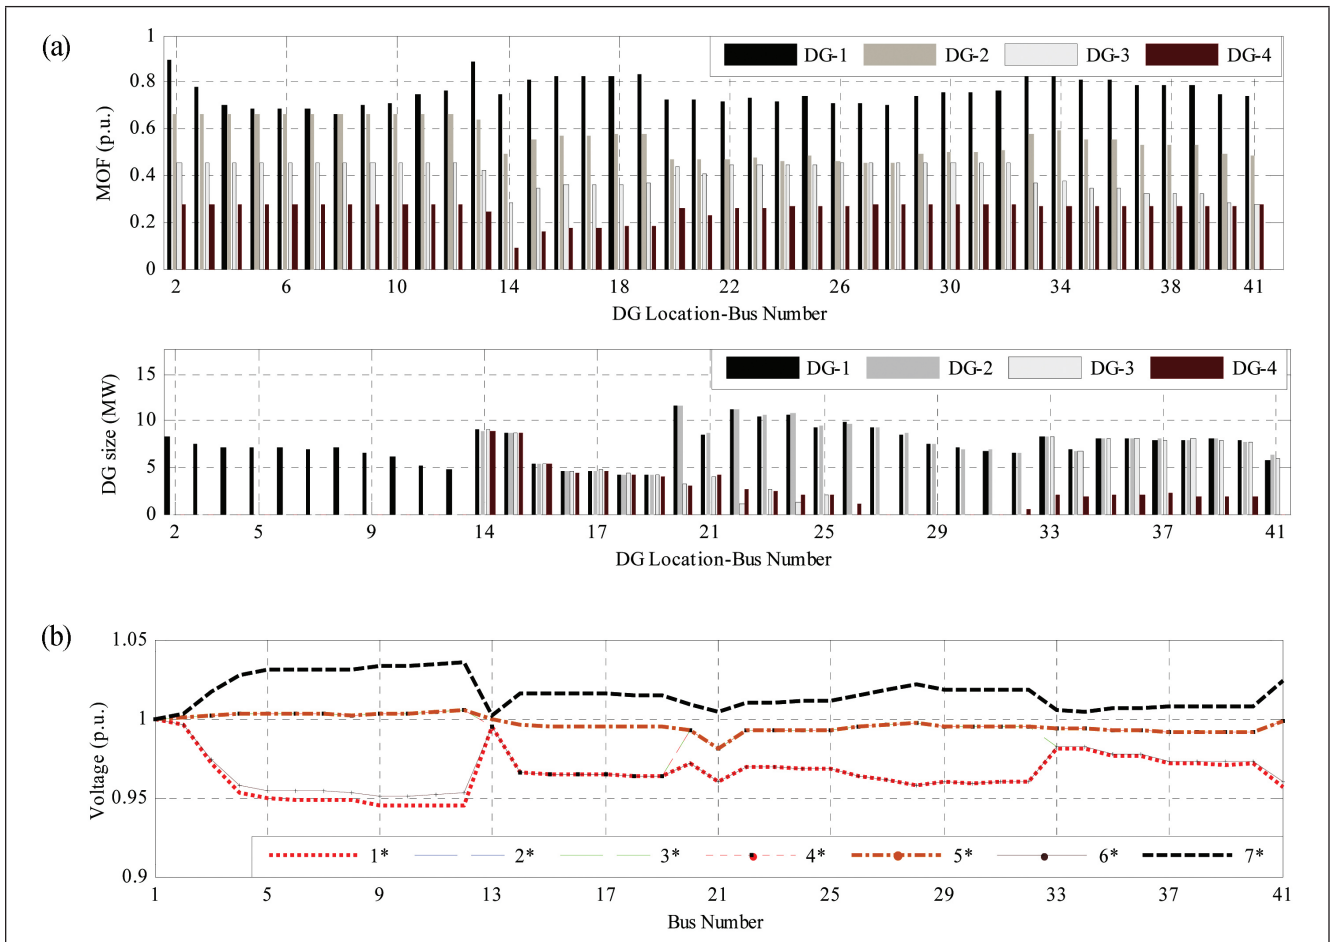 (a)
MOF (p.u.)
1
0.8
0.6
0.4
0.2
0
DG-1 DG-2 DG-3 DG-4
2 6 10 14 18 22 26 30 34 38 41
DG Location-Bus Number
DG size (MW)
15
10
5
0
DG-1 DG-2 DG-3 DG-4
2 5 9 14 17 21 25 29 33 37 41
DG Location-Bus Number
(b)
Voltage (p.u.)
1.05
1
0.95
0.9
1* 2* 3* 4* 5* 6* 7*
1 5 9 13 17 21 25 29 33 37 41
Bus Number